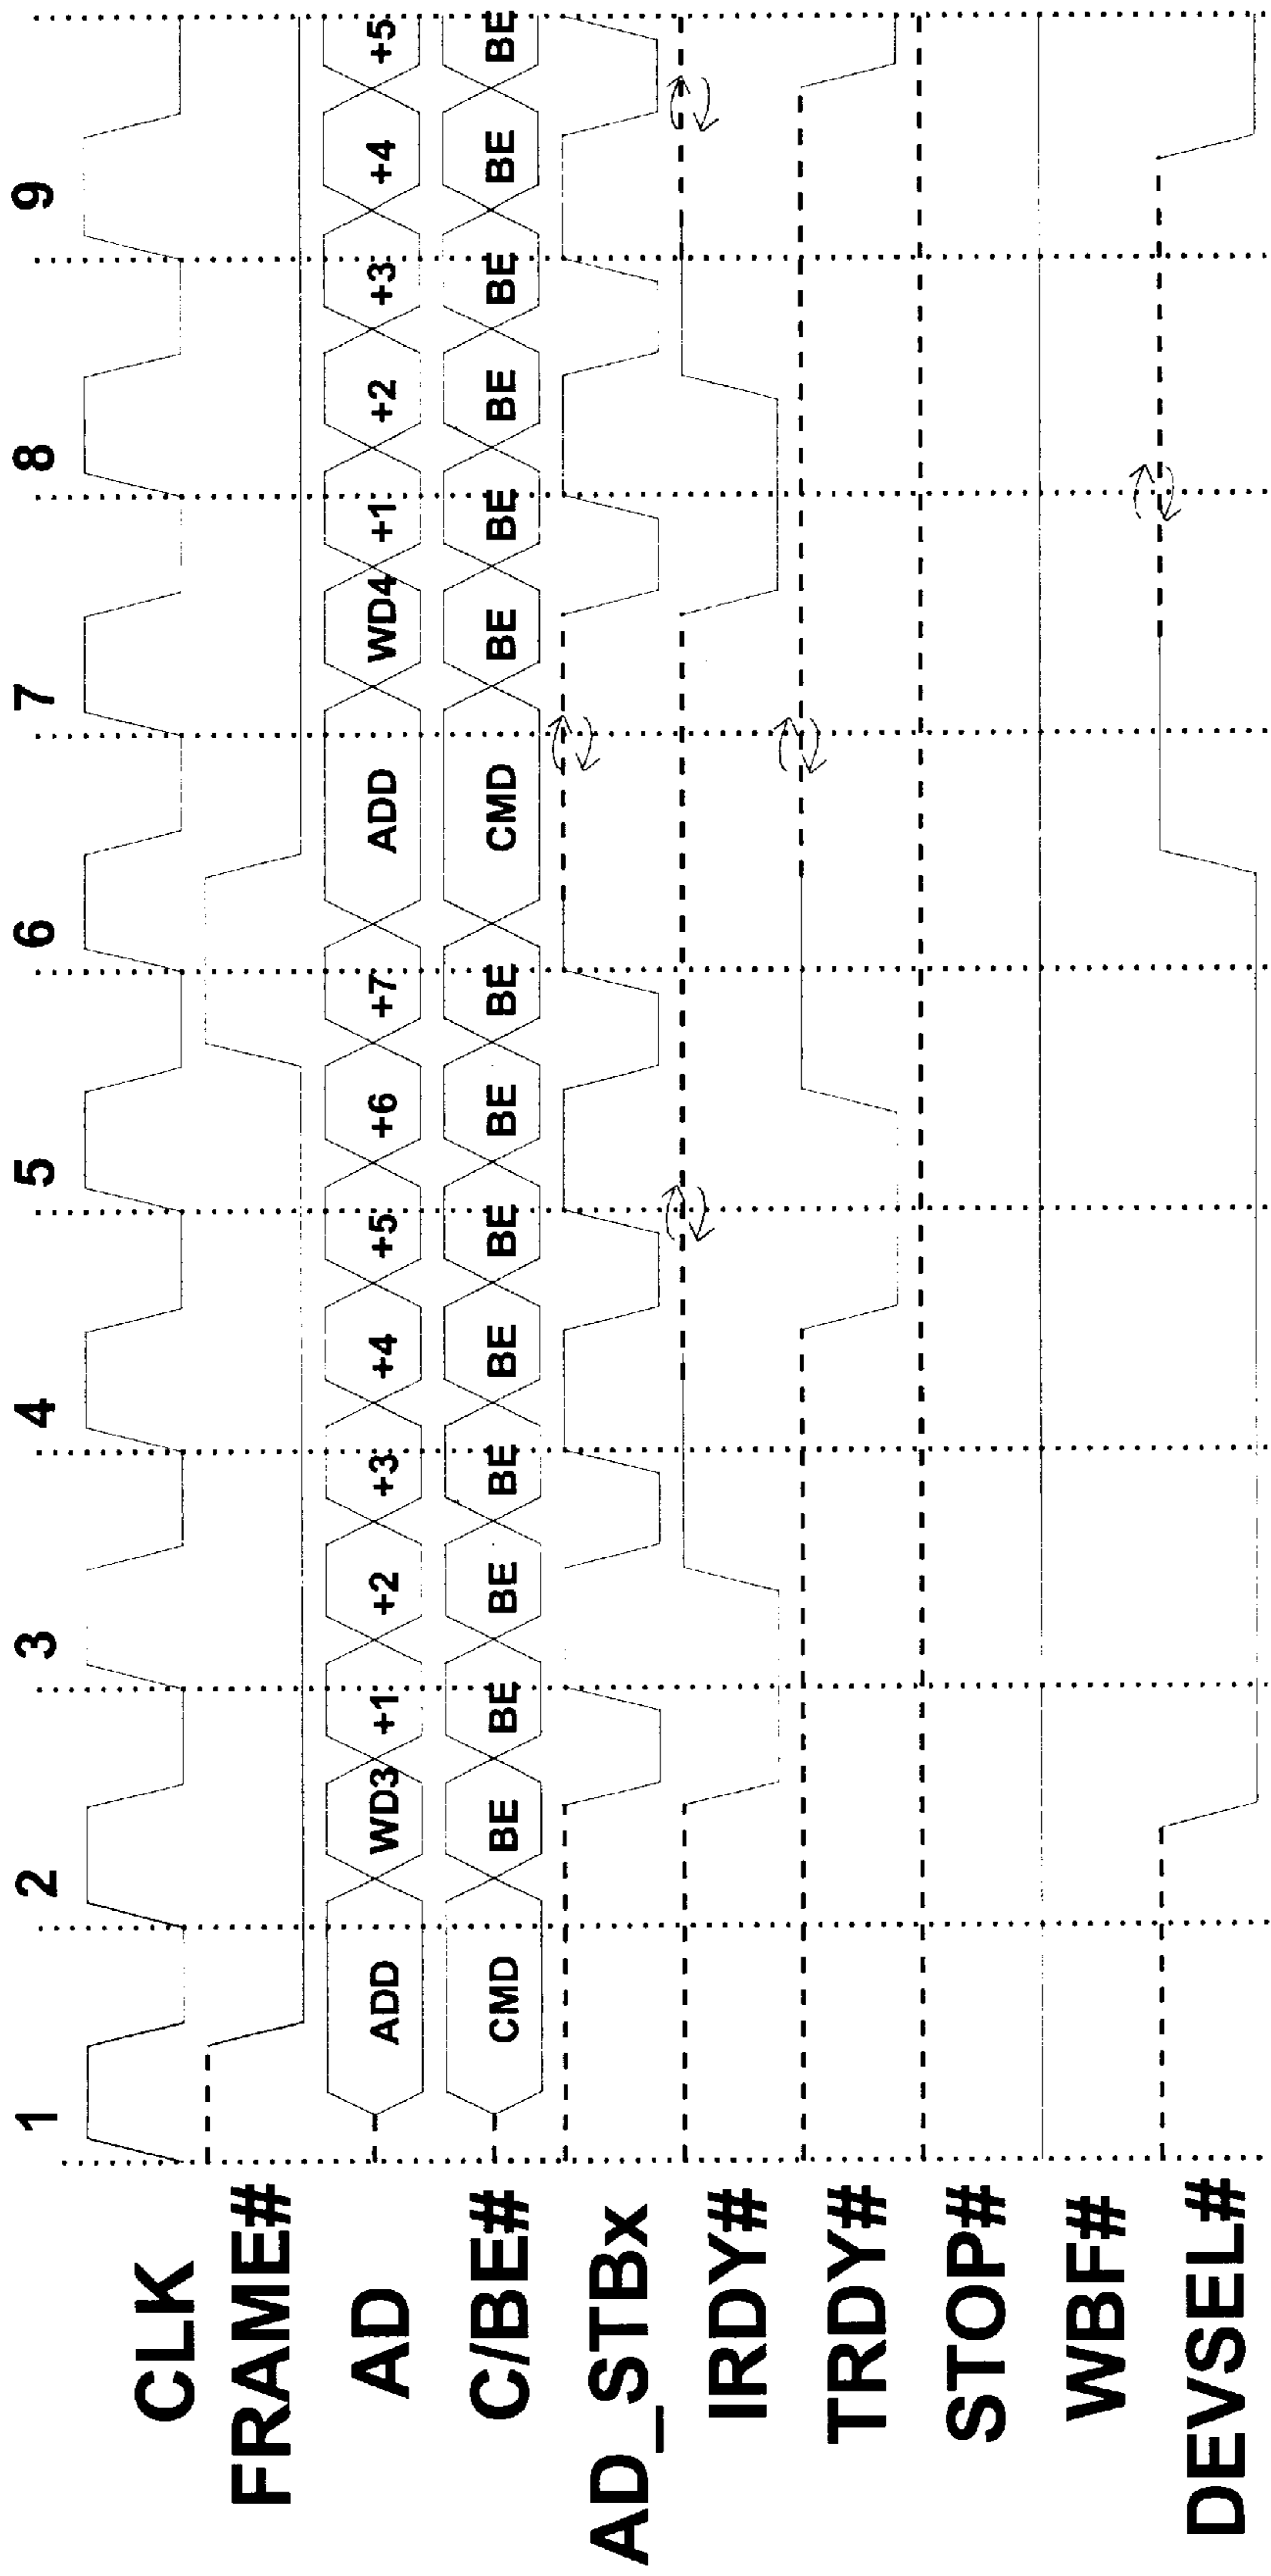 1 2 3 4 5 6 7 8 9
CLK
FRAME#
AD ADD WD3 +1 +2 +3 +4 +5 +6 +7 ADD WD4 +1 +2 +3 +4 +5
C/BE# CMD BE BE BE BE BE BE BE BE CMD BE BE BE BE BE BE
AD_STBx
IRDY#
TRDY#
STOP#
WBF#
DEVSEL#